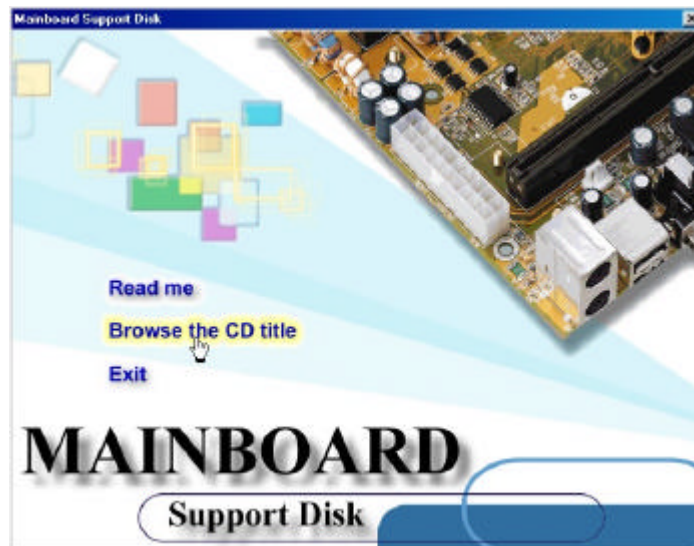 Mainboard Support Disk
Read me
Browse the CD title
Exit
MAINBOARD
Support Disk